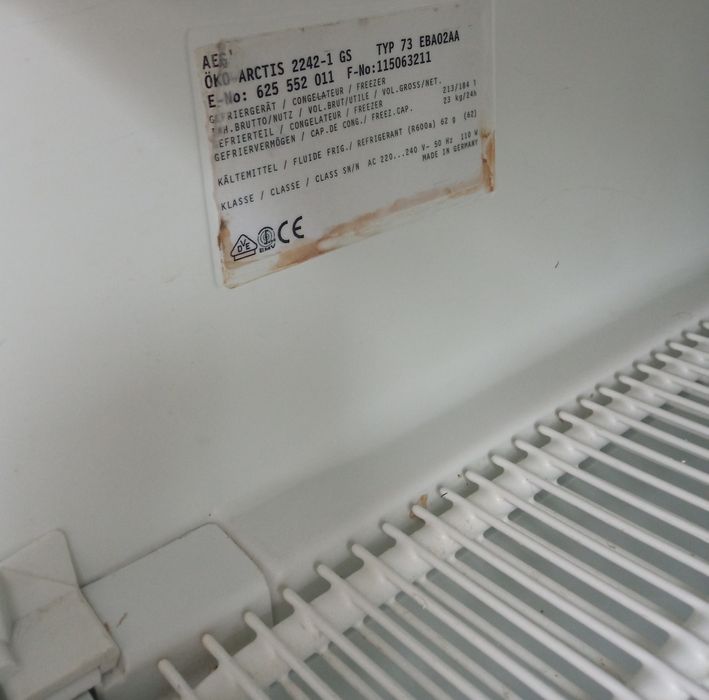 AEG
ÖKO-ARCTIS 2242-1 GS TYP 73 EBA02AA
E-No: 625 552 011 F-No:115063211
GEFRIERGERÄT / CONGELATEUR / FREEZER
INH.BRUTTO/NUTZ / VOL.BRUT/UTILE / VOL.GROSS/NET. 213/184 l
GEFRIERTEIL / CONGELATEUR / FREEZER
GEFRIERVERMÖGEN / CAP.DE CONG./ FREEZ.CAP. 23 kg/24h
KÄLTEMITTEL / FLUIDE FRIG./ REFRIGERANT (R600a) 62 g (62)
KLASSE / CLASSE / CLASS SN/N AC 220...240 V~ 50 Hz 110 W
MADE IN GERMANY
DVE EMV CE